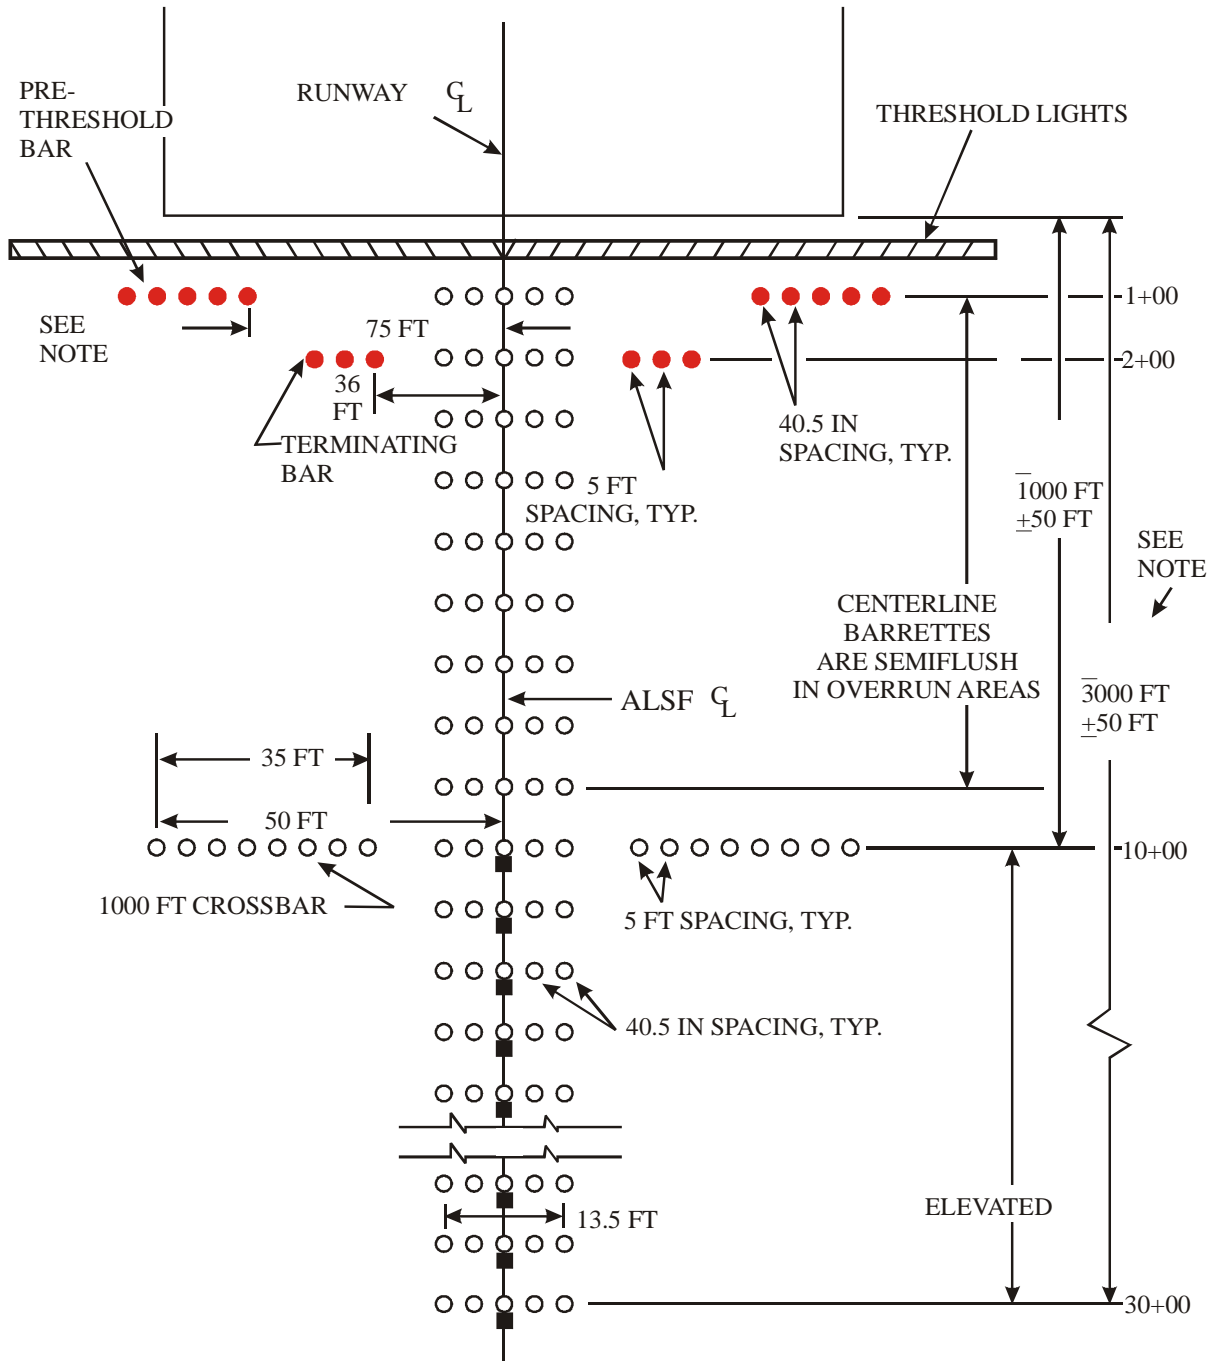 PRE-
THRESHOLD
BAR
RUNWAY ℄
THRESHOLD LIGHTS
1+00
SEE
NOTE
75 FT
2+00
36
FT
TERMINATING
BAR
5 FT
SPACING, TYP.
40.5 IN
SPACING, TYP.
1000 FT
±50 FT
SEE
NOTE
CENTERLINE
BARRETTES
ARE SEMIFLUSH
IN OVERRUN AREAS
3000 FT
±50 FT
ALSF ℄
35 FT
50 FT
10+00
1000 FT CROSSBAR
5 FT SPACING, TYP.
40.5 IN SPACING, TYP.
13.5 FT
ELEVATED
30+00